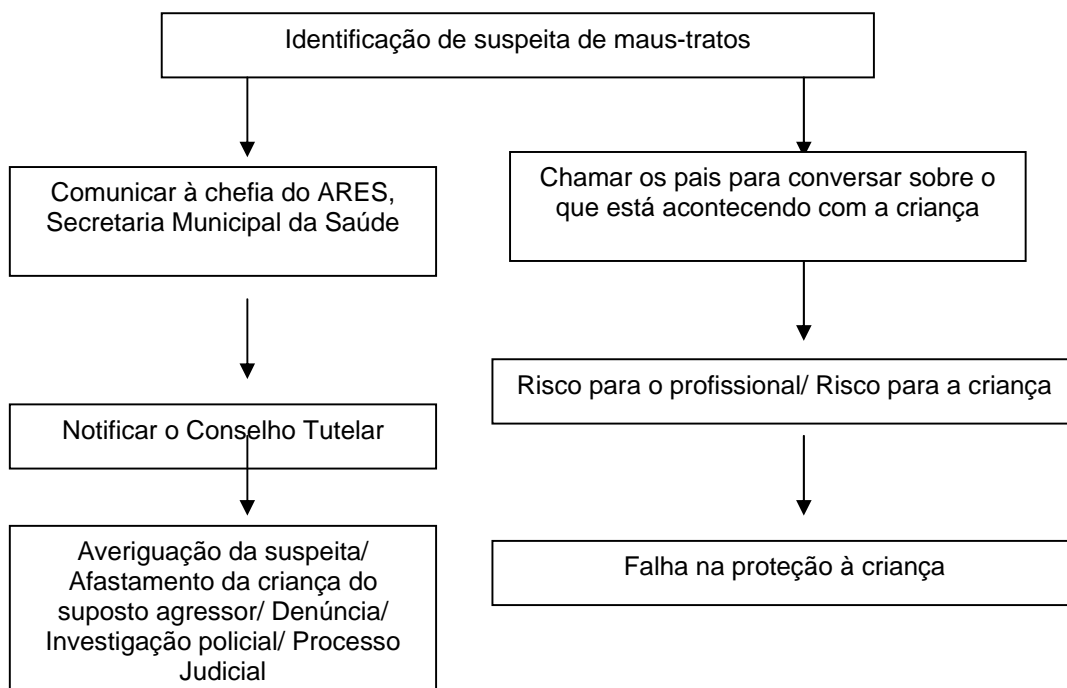 Identificação de suspeita de maus-tratos
Comunicar à chefia do ARES,
Secretaria Municipal da Saúde
Notificar o Conselho Tutelar
Averiguação da suspeita/
Afastamento da criança do
suposto agressor/ Denúncia/
Investigação policial/ Processo
Judicial
Chamar os pais para conversar sobre o
que está acontecendo com a criança
Risco para o profissional/ Risco para a criança
Falha na proteção à criança